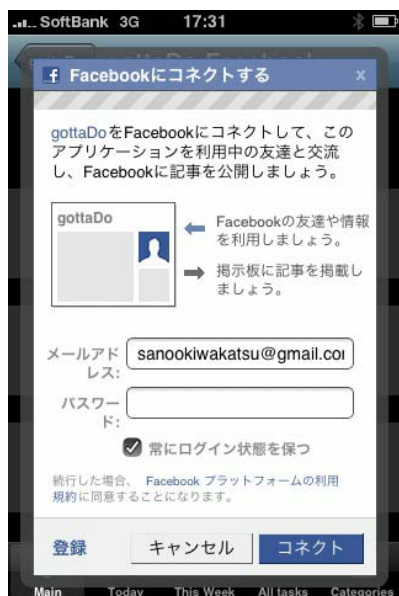 SoftBank 3G 17:31
Facebookにコネクトする x
gottaDoをFacebookにコネクトして、この
アプリケーションを利用中の友達と交流
し、Facebookに記事を公開しましょう。
gottaDo
Facebookの友達や情報
を利用しましょう。
掲示板に記事を掲載し
ましょう。
メールアド
レス:
sanookiwakatsu@gmail.com
パスワー
ド:
常にログイン状態を保つ
続行した場合、 Facebook プラットフォームの利用
規約に同意することになります。
登録 キャンセル コネクト
Main Today This Week All tasks Categories